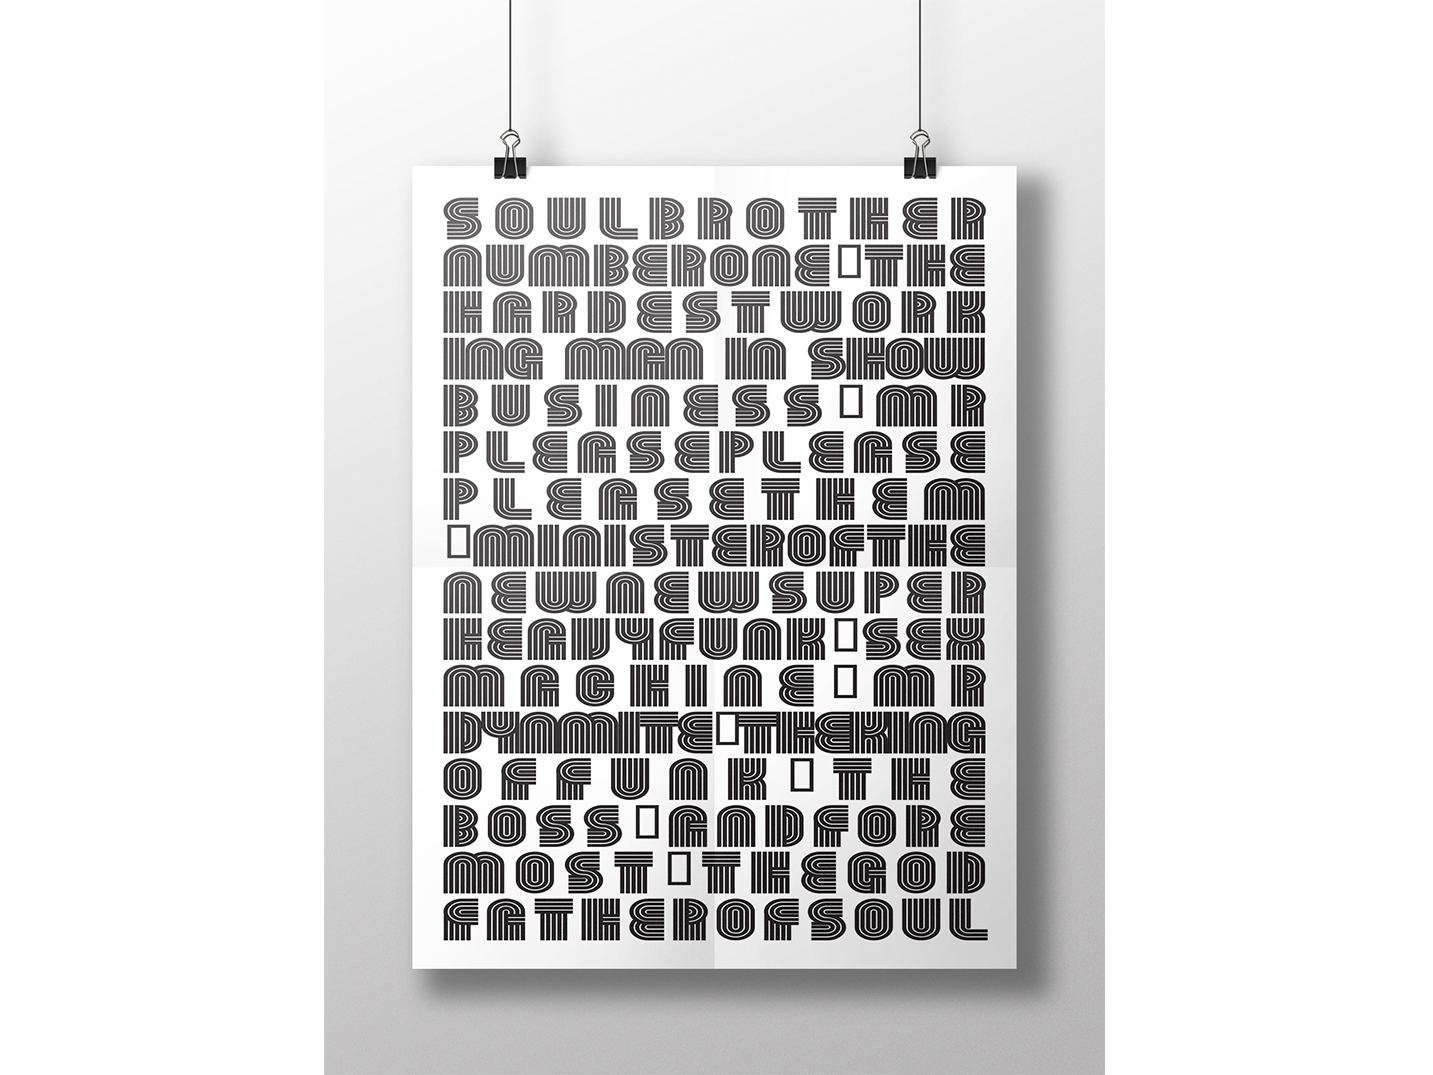 SOULBROTHER
NUMBERONE▯THE
HARDESTWORK
ING MAN IN SHOW
BUSINESS▯MR
PLEASEPLEASE
PLEASETHEM
▯MINISTEROFTHE
NEWNEWSUPER
HEAVYFUNK▯SEX
MACHINE▯MR
DYNMITE▯THEKING
OFFUNK▯THE
BOSS▯ANDFORE
MOST▯THEGOD
FATHEROFSOUL